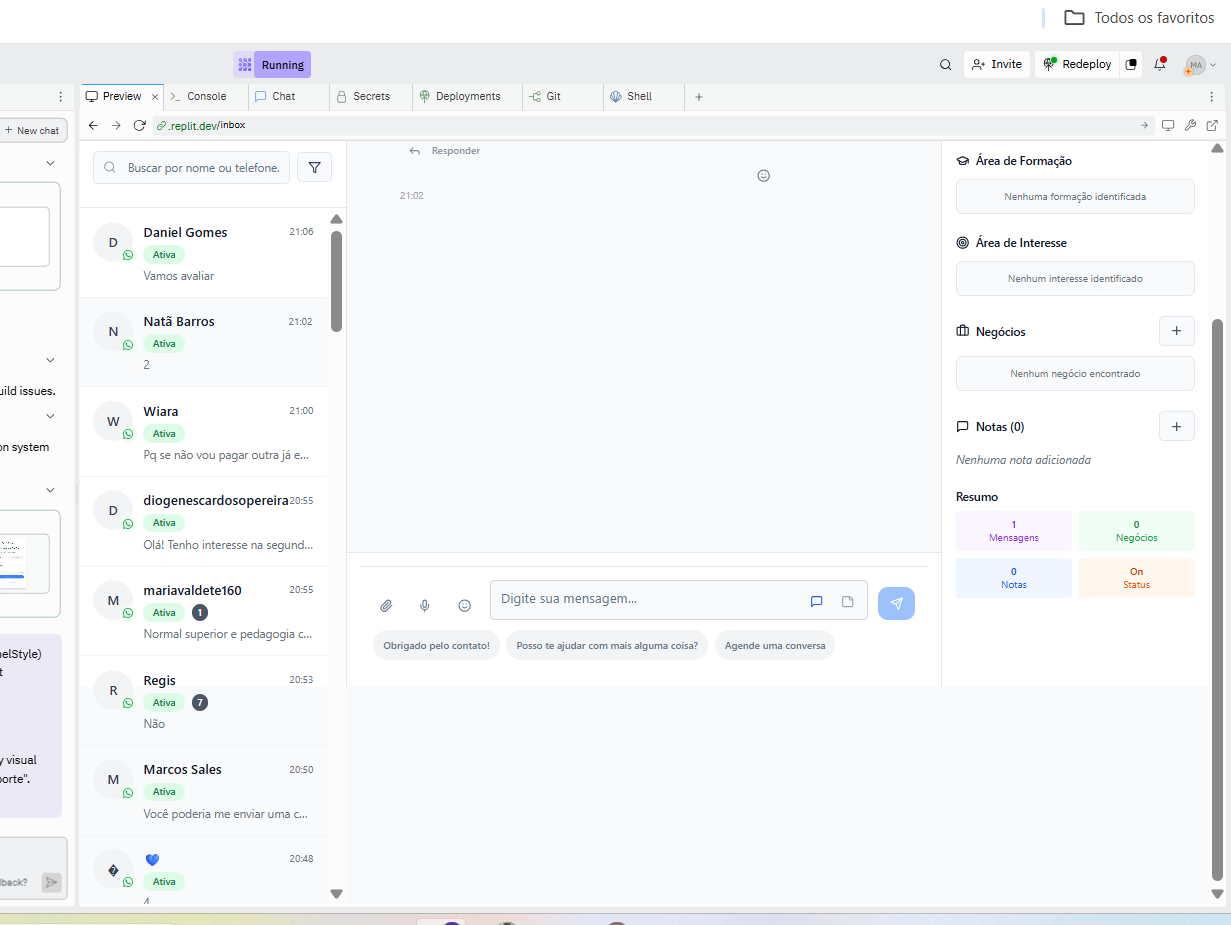 Todos os favoritos
Running
Invite
Redeploy
MA
Preview
Console
Chat
Secrets
Deployments
Git
Shell
New chat
.replit.dev/inbox
Buscar por nome ou telefone.
Daniel Gomes 21:06
D
Ativa
Vamos avaliar
Natã Barros 21:02
N
Ativa
2
Wiara 21:00
W
Ativa
Pq se não vou pagar outra já e...
diogenescardosopereira 20:55
D
Ativa
Olá! Tenho interesse na segund...
mariavaldete160 20:55
M
Ativa 1
Normal superior e pedagogia c...
Regis 20:53
R
Ativa 7
Não
Marcos Sales 20:50
M
Ativa
Você poderia me enviar uma c...
💙 20:48
�
Ativa
4
Responder
21:02
Digite sua mensagem...
Obrigado pelo contato!
Posso te ajudar com mais alguma coisa?
Agende uma conversa
Área de Formação
Nenhuma formação identificada
Área de Interesse
Nenhum interesse identificado
Negócios
Nenhum negócio encontrado
Notas (0)
Nenhuma nota adicionada
Resumo
1
Mensagens
0
Negócios
0
Notas
On
Status
uild issues.
on system
nelStyle)
t
y visual
porte".
dback?